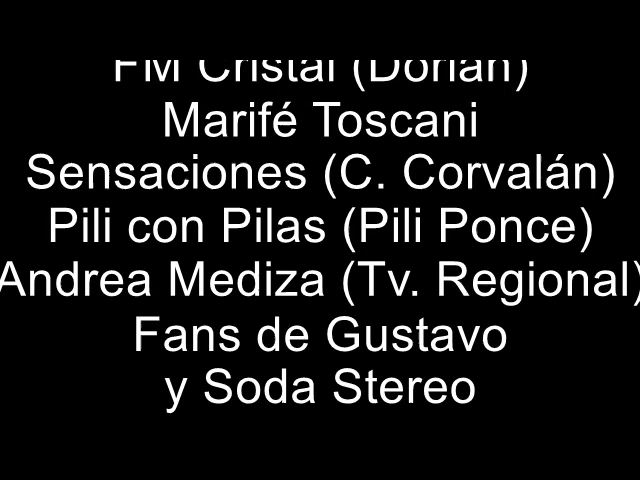 FM Cristal (Dorian)
Marifé Toscani
Sensaciones (C. Corvalán)
Pili con Pilas (Pili Ponce)
Andrea Mediza (Tv. Regional)
Fans de Gustavo
y Soda Stereo